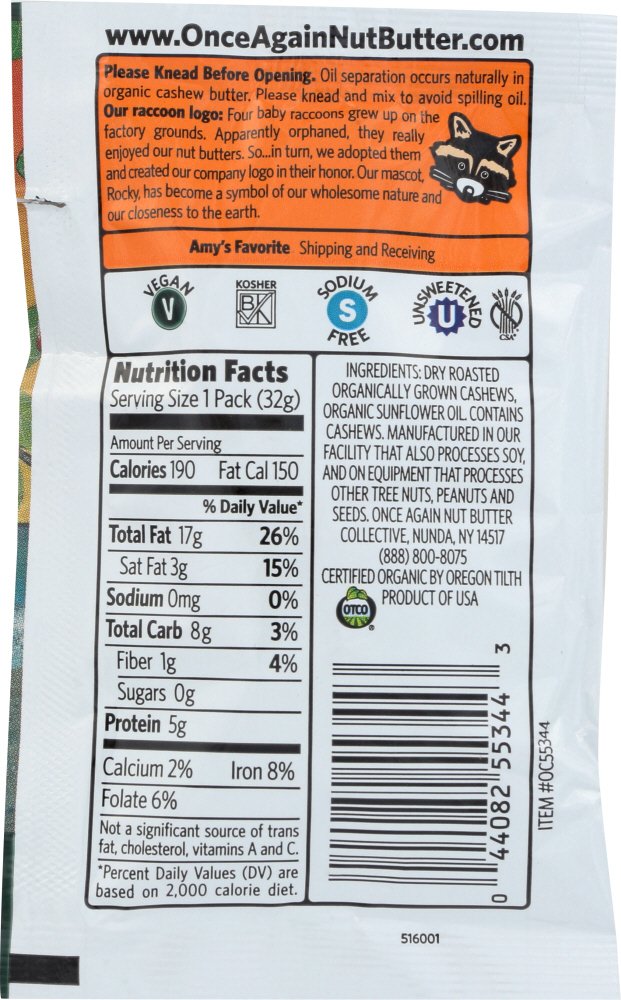 www.OnceAgainNutButter.com
Please Knead Before Opening. Oil separation occurs naturally in
organic cashew butter. Please knead and mix to avoid spilling oil.
Our raccoon logo: Four baby raccoons grew up on the
factory grounds. Apparently orphaned, they really
enjoyed our nut butters. So...in turn, we adopted them
and created our company logo in their honor. Our mascot,
Rocky, has become a symbol of our wholesome nature and
our closeness to the earth.
Amy's Favorite Shipping and Receiving
VEGAN
V
KOSHER
BVK
SODIUM
S
FREE
UNSWEETENED
U
CSA*
Nutrition Facts
Serving Size 1 Pack (32g)
Amount Per Serving
Calories 190 Fat Cal 150
% Daily Value*
Total Fat 17g 26%
Sat Fat 3g 15%
Sodium 0mg 0%
Total Carb 8g 3%
Fiber 1g 4%
Sugars 0g
Protein 5g
Calcium 2% Iron 8%
Folate 6%
Not a significant source of trans
fat, cholesterol, vitamins A and C.
*Percent Daily Values (DV) are
based on 2,000 calorie diet.
INGREDIENTS: DRY ROASTED
ORGANICALLY GROWN CASHEWS,
ORGANIC SUNFLOWER OIL. CONTAINS
CASHEWS. MANUFACTURED IN OUR
FACILITY THAT ALSO PROCESSES SOY,
AND ON EQUIPMENT THAT PROCESSES
OTHER TREE NUTS, PEANUTS AND
SEEDS. ONCE AGAIN NUT BUTTER
COLLECTIVE, NUNDA, NY 14517
(888) 800-8075
CERTIFIED ORGANIC BY OREGON TILTH
OTCO
®
PRODUCT OF USA
0 44082 55344 3
ITEM #0C55344
516001